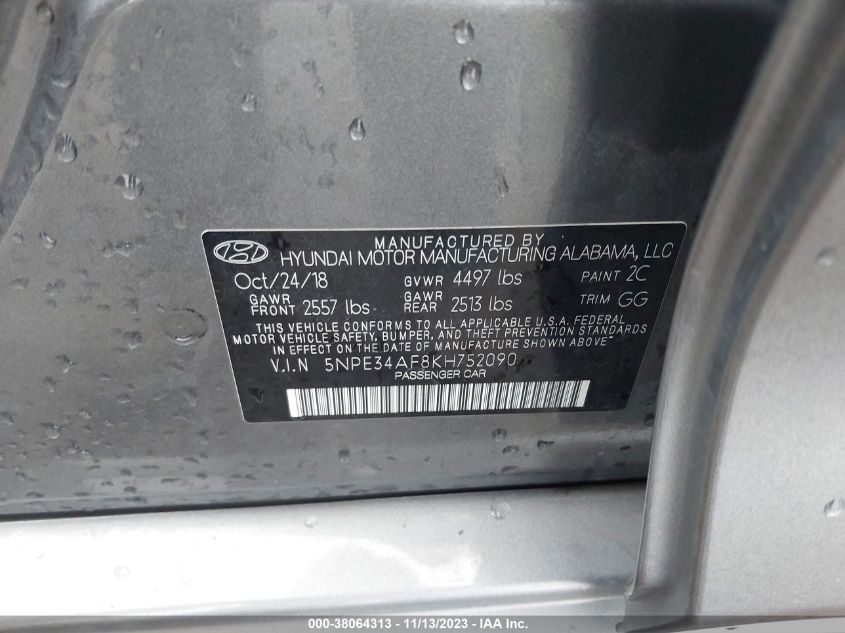 MANUFACTURED BY
HYUNDAI MOTOR MANUFACTURING ALABAMA, LLC
Oct/24/18 GVWR 4497 lbs PAINT 2C
GAWR FRONT 2557 lbs GAWR REAR 2513 lbs TRIM GG
THIS VEHICLE CONFORMS TO ALL APPLICABLE U.S.A. FEDERAL
MOTOR VEHICLE SAFETY, BUMPER, AND THEFT PREVENTION STANDARDS
IN EFFECT ON THE DATE OF MANUFACTURE SHOWN ABOVE
V.I.N 5NPE34AF8KH752090
PASSENGER CAR
000-38064313 - 11/13/2023 - IAA Inc.